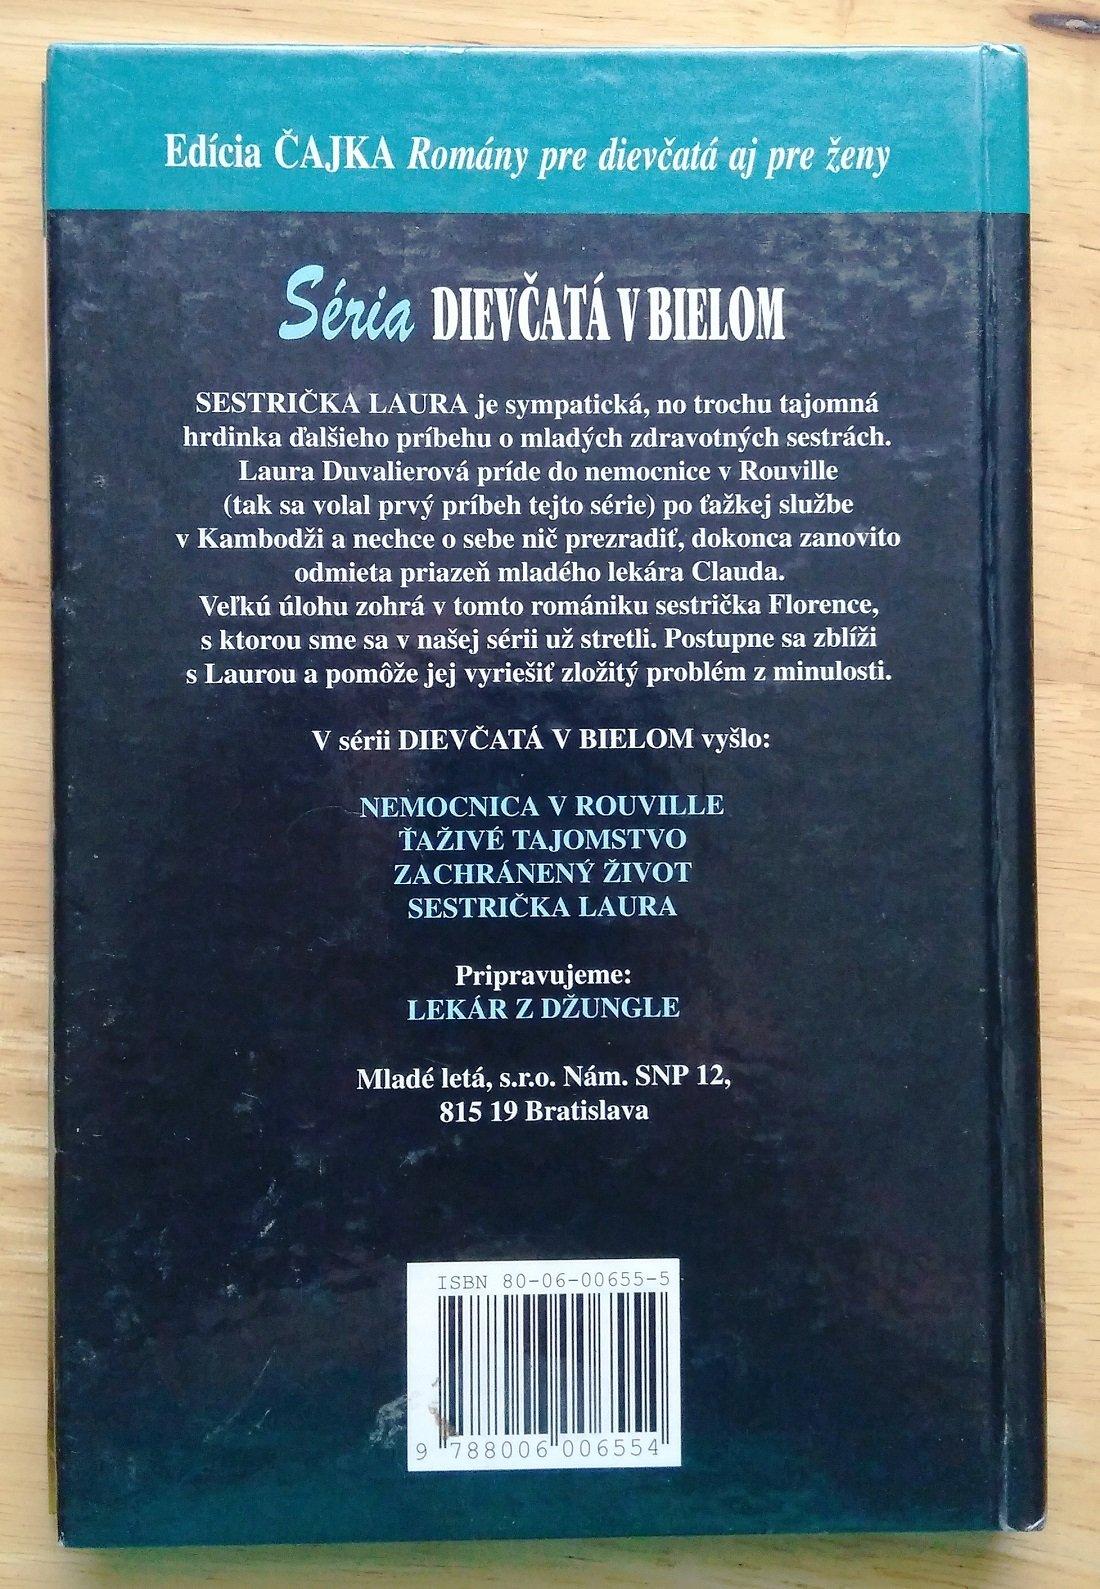 Edícia ČAJKA Romány pre dievčatá aj pre ženy
Séria DIEVČATÁ V BIELOM
SESTRIČKA LAURA je sympatická, no trochu tajomná
hrdinka ďalšieho príbehu o mladých zdravotných sestrách.
Laura Duvalierová príde do nemocnice v Rouville
(tak sa volal prvý príbeh tejto série) po ťažkej službe
v Kambodži a nechce o sebe nič prezradiť, dokonca zanovito
odmieta priazeň mladého lekára Clauda.
Veľkú úlohu zohrá v tomto romániku sestrička Florence,
s ktorou sme sa v našej sérii už stretli. Postupne sa zblíži
s Laurou a pomôže jej vyriešiť zložitý problém z minulosti.
V sérii DIEVČATÁ V BIELOM vyšlo:
NEMOCNICA V ROUVILLE
ŤAŽIVÉ TAJOMSTVO
ZACHRÁNENÝ ŽIVOT
SESTRIČKA LAURA
Pripravujeme:
LEKÁR Z DŽUNGLE
Mladé letá, s.r.o. Nám. SNP 12,
815 19 Bratislava
ISBN 80-06-00655-5
9 788006 006554